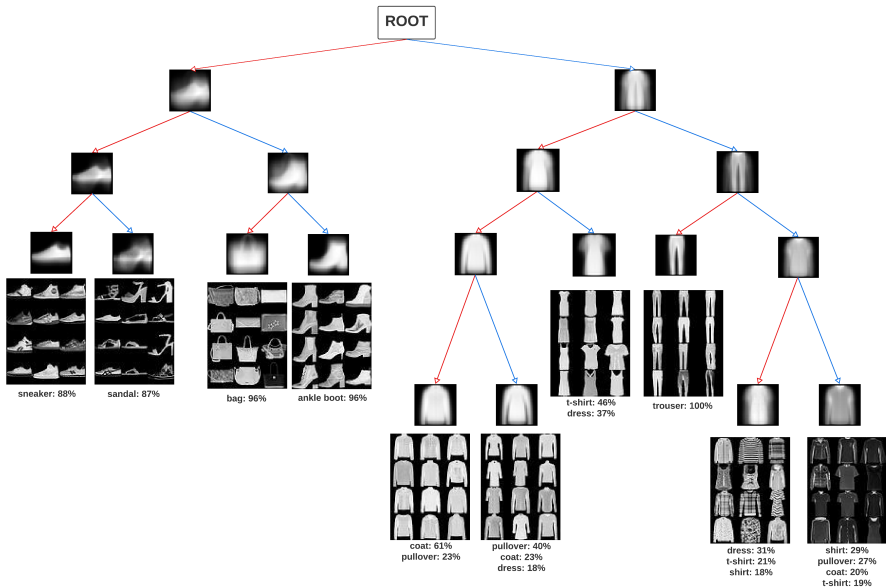 ROOT
sneaker: 88%
sandal: 87%
bag: 96%
ankle boot: 96%
t-shirt: 46%
dress: 37%
trouser: 100%
coat: 61%
pullover: 23%
pullover: 40%
coat: 23%
dress: 18%
dress: 31%
t-shirt: 21%
shirt: 18%
shirt: 29%
pullover: 27%
coat: 20%
t-shirt: 19%